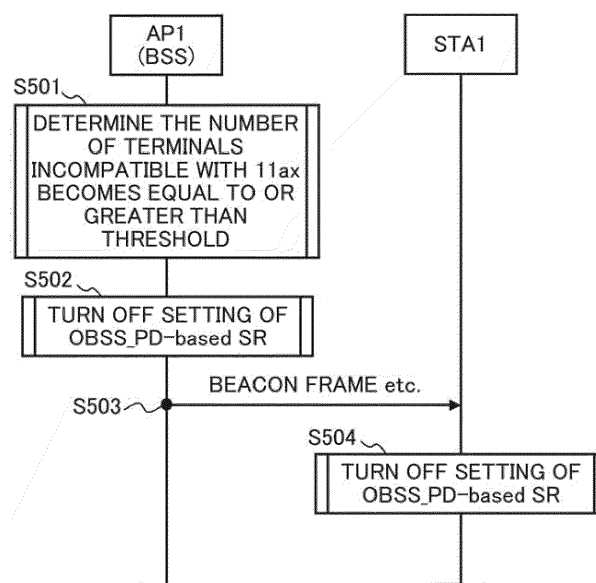 AP1
(BSS)
STA1
S501
DETERMINE THE NUMBER
OF TERMINALS
INCOMPATIBLE WITH 11ax
BECOMES EQUAL TO OR
GREATER THAN
THRESHOLD
S502
TURN OFF SETTING OF
OBSS_PD-based SR
BEACON FRAME etc.
S503
S504
TURN OFF SETTING OF
OBSS_PD-based SR